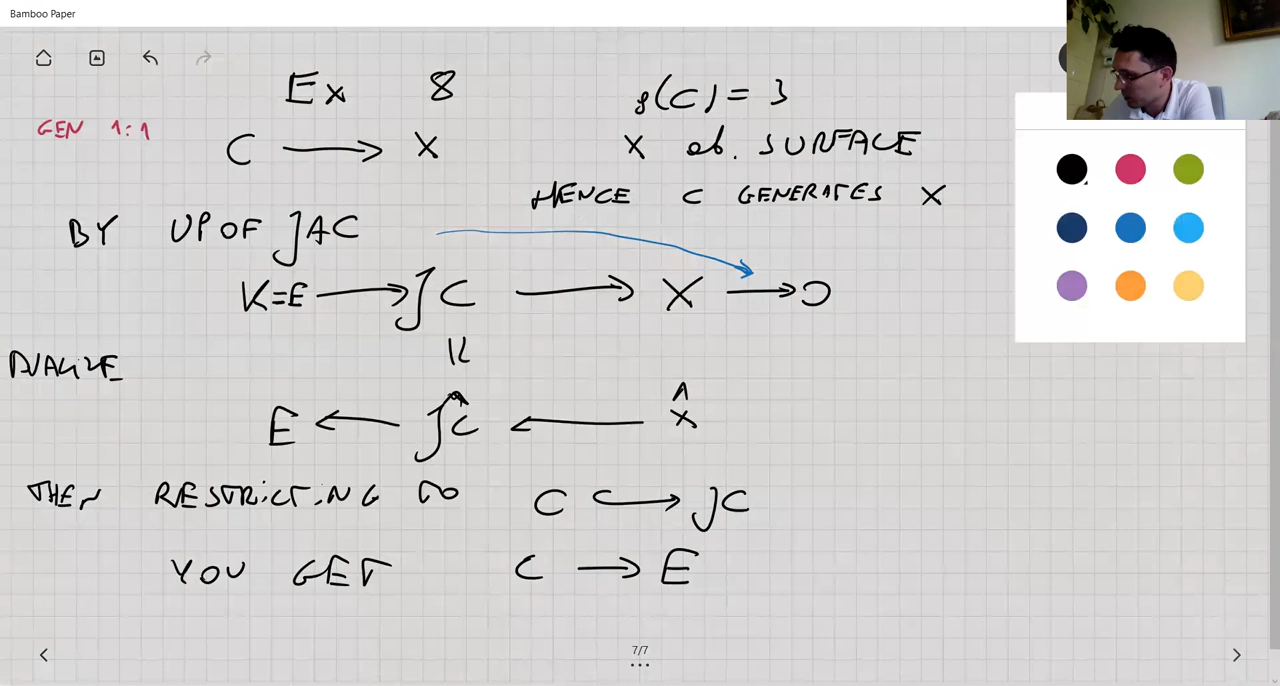 Bamboo Paper
Ex 8
g(C) = 3
GEN 1:1
C → X
X ab. SURFACE
HENCE C GENERATES X
BY UP OF JAC
K=E → JC → X → O
DUALIZE
E ← JC ← X̂
THEN RESTRICTING TO C ↪ JC
YOU GET C → E
7/7